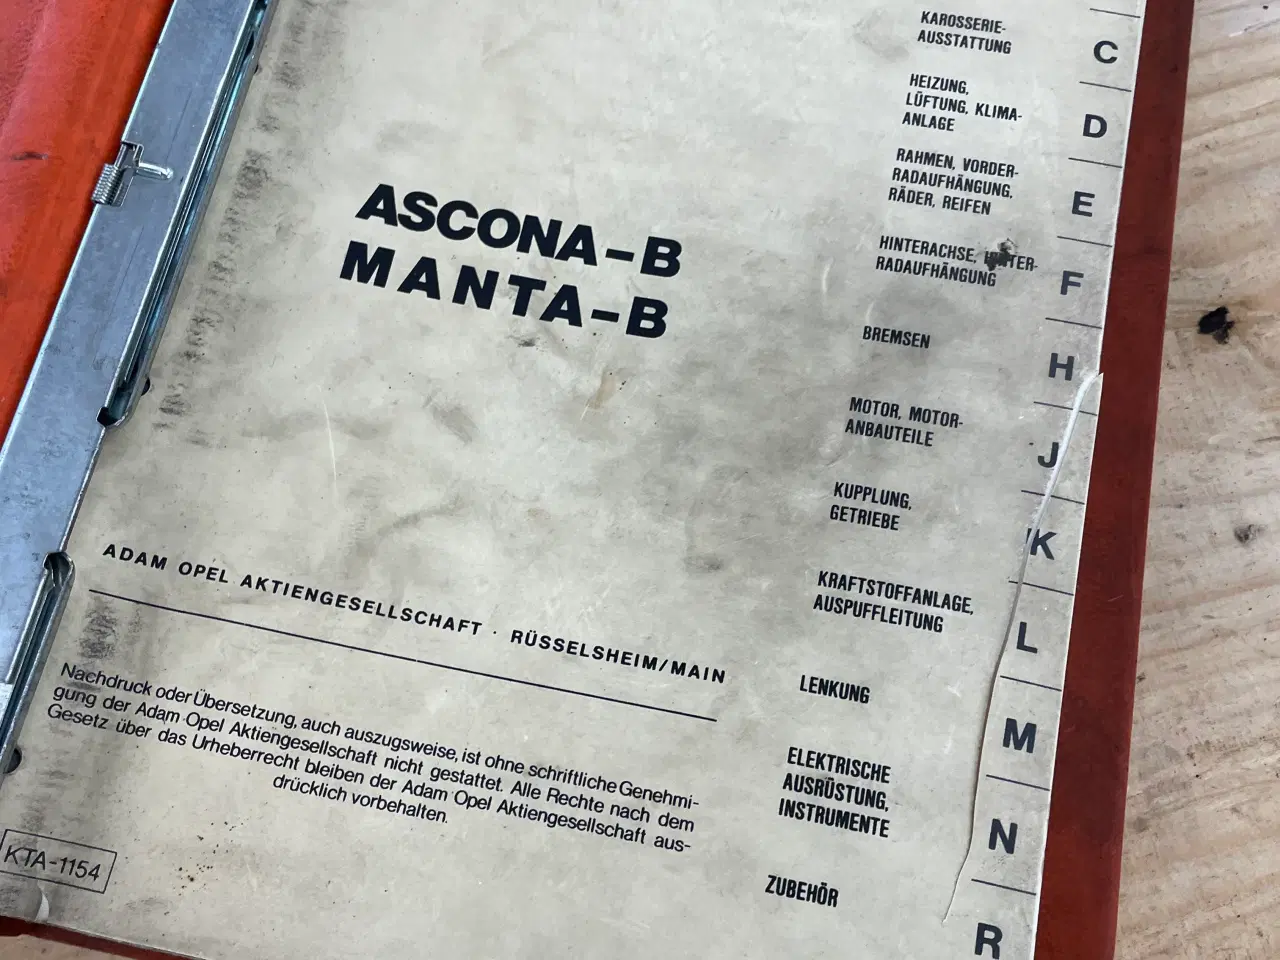 KAROSSERIE-
AUSSTATTUNG
C
HEIZUNG,
LÜFTUNG, KLIMA-
ANLAGE
D
RAHMEN, VORDER-
RADAUFHÄNGUNG,
RÄDER, REIFEN
E
HINTERACHSE, HINTER-
RADAUFHÄNGUNG
F
BREMSEN
H
MOTOR, MOTOR-
ANBAUTEILE
J
KUPPLUNG,
GETRIEBE
K
KRAFTSTOFFANLAGE,
AUSPUFFLEITUNG
L
LENKUNG
M
ELEKTRISCHE
AUSRÜSTUNG,
INSTRUMENTE
N
ZUBEHÖR
R
ASCONA-B
MANTA-B
ADAM OPEL AKTIENGESELLSCHAFT · RÜSSELSHEIM/MAIN
Nachdruck oder Übersetzung, auch auszugsweise, ist ohne schriftliche Genehmi-
gung der Adam Opel Aktiengesellschaft nicht gestattet. Alle Rechte nach dem
Gesetz über das Urheberrecht bleiben der Adam Opel Aktiengesellschaft aus-
drücklich vorbehalten.
KTA-1154